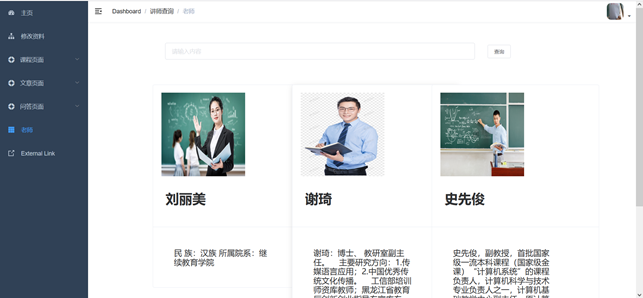 主页
修改资料
课程页面
文章页面
问答页面
老师
External Link
Dashboard / 讲师查询 / 老师
请输入内容
查询
刘丽美
谢琦
史先俊
民 族：汉族 所属院系：继
续教育学院
谢琦：博士、 教研室副主
任。 主要研究方向：1.传
媒语言应用；2.中国优秀传
统文化传播。 工信部培训
师资库教师；黑龙江省教育
史先俊，副教授，首批国家
级一流本科课程（国家级金
课）“计算机系统”的课程
负责人，计算机科学与技术
专业负责人之一，计算机基